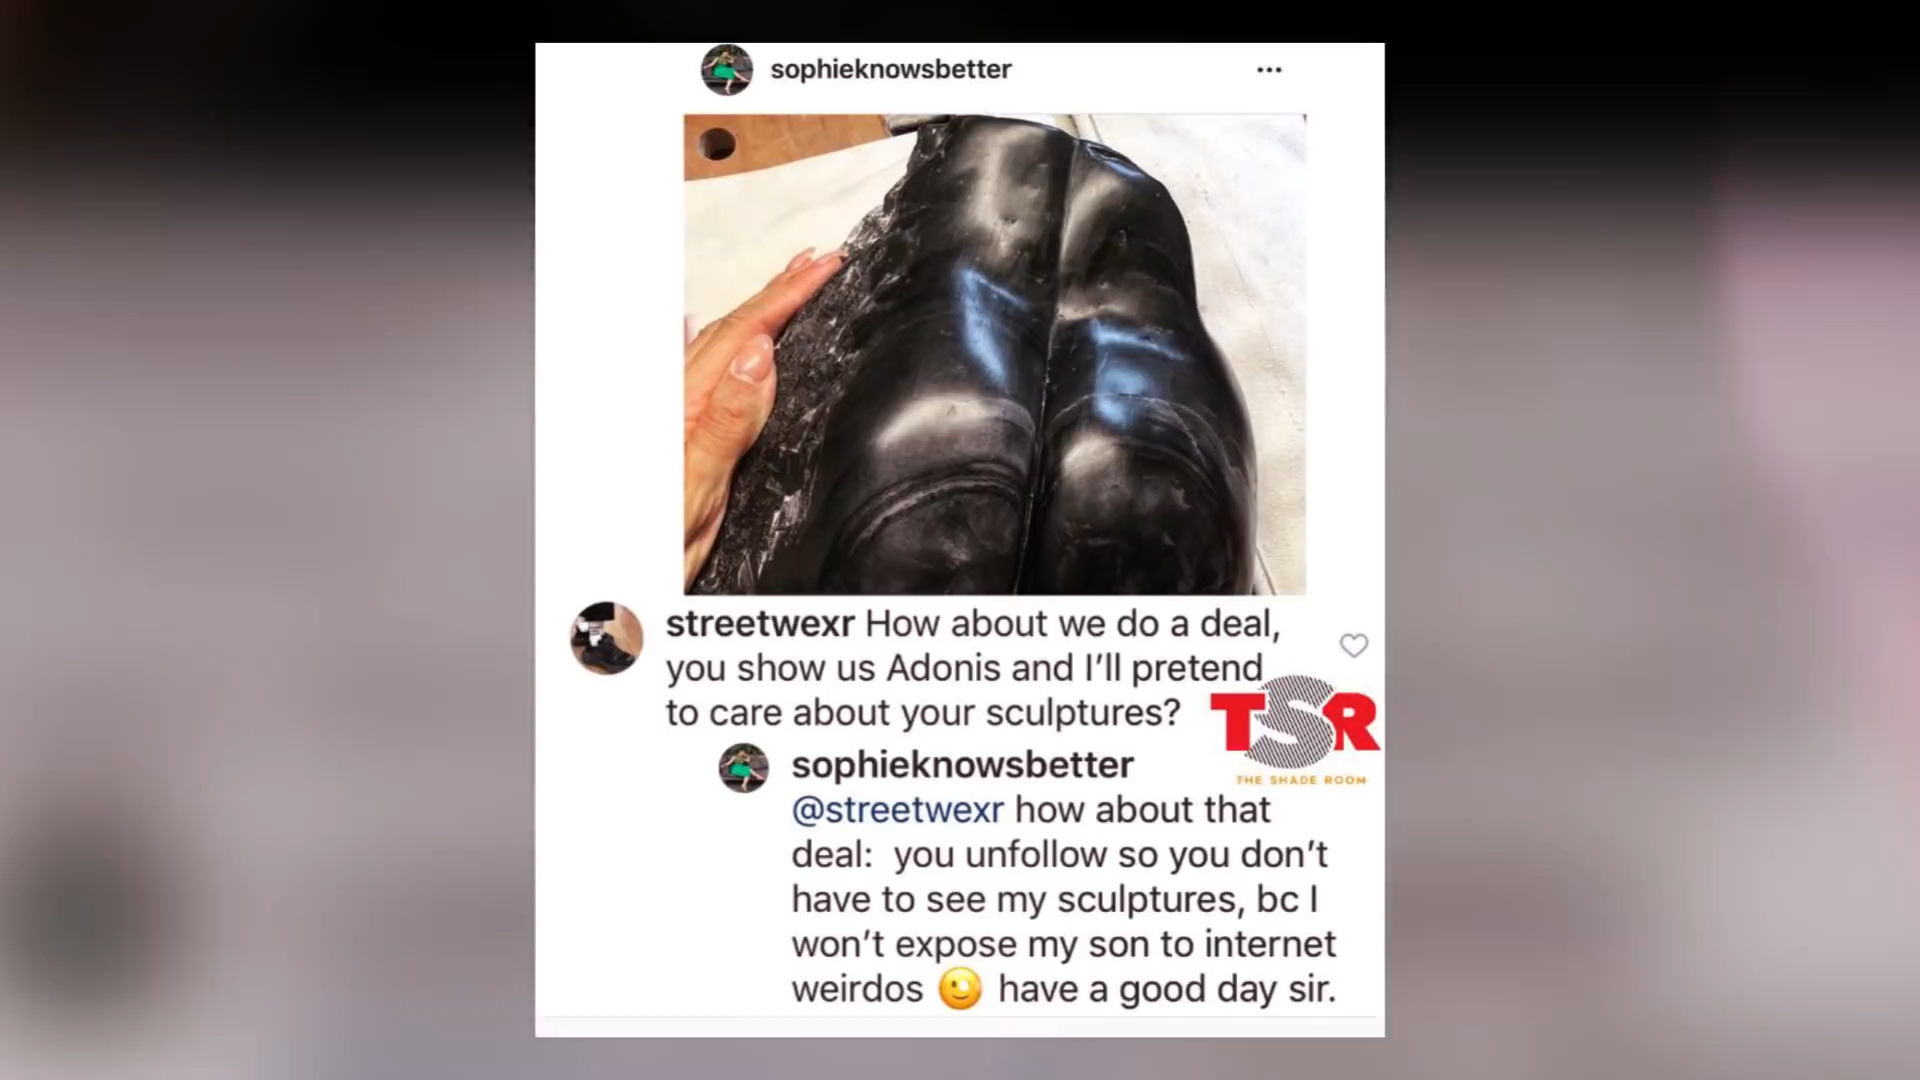 sophieknowsbetter
streetwexr How about we do a deal,
you show us Adonis and I'll pretend
to care about your sculptures?
TSR
THE SHADE ROOM
sophieknowsbetter
@streetwexr how about that
deal: you unfollow so you don't
have to see my sculptures, bc I
won't expose my son to internet
weirdos 😉 have a good day sir.